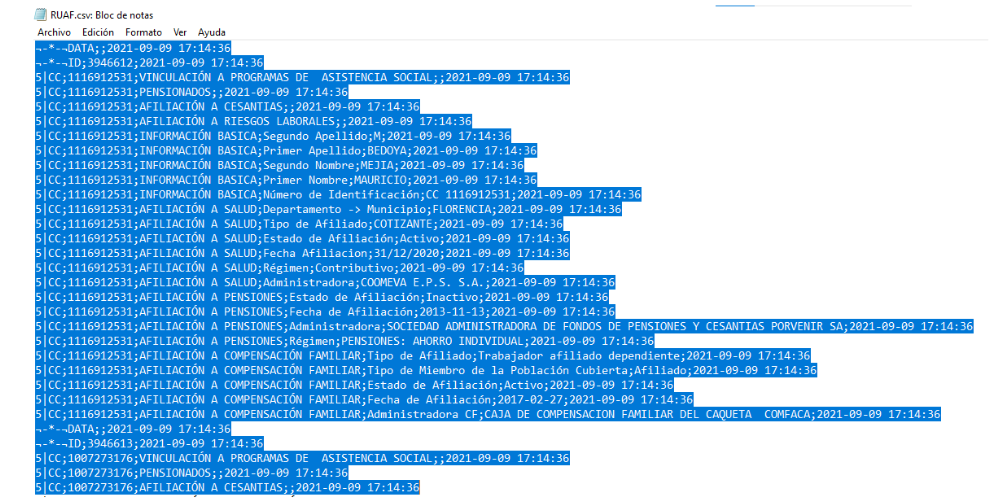 RUAF.csv: Bloc de notas
Archivo Edición Formato Ver Ayuda
¬-*-¬DATA;;2021-09-09 17:14:36
¬-*-¬ID;3946612;2021-09-09 17:14:36
5|CC;1116912531;VINCULACIÓN A PROGRAMAS DE  ASISTENCIA SOCIAL;;2021-09-09 17:14:36
5|CC;1116912531;PENSIONADOS;;2021-09-09 17:14:36
5|CC;1116912531;AFILIACIÓN A CESANTIAS;;2021-09-09 17:14:36
5|CC;1116912531;AFILIACIÓN A RIESGOS LABORALES;;2021-09-09 17:14:36
5|CC;1116912531;INFORMACIÓN BASICA;Segundo Apellido;M;2021-09-09 17:14:36
5|CC;1116912531;INFORMACIÓN BASICA;Primer Apellido;BEDOYA;2021-09-09 17:14:36
5|CC;1116912531;INFORMACIÓN BASICA;Segundo Nombre;MEJIA;2021-09-09 17:14:36
5|CC;1116912531;INFORMACIÓN BASICA;Primer Nombre;MAURICIO;2021-09-09 17:14:36
5|CC;1116912531;INFORMACIÓN BASICA;Número de Identificación;CC 1116912531;2021-09-09 17:14:36
5|CC;1116912531;AFILIACIÓN A SALUD;Departamento -> Municipio;FLORENCIA;2021-09-09 17:14:36
5|CC;1116912531;AFILIACIÓN A SALUD;Tipo de Afiliado;COTIZANTE;2021-09-09 17:14:36
5|CC;1116912531;AFILIACIÓN A SALUD;Estado de Afiliación;Activo;2021-09-09 17:14:36
5|CC;1116912531;AFILIACIÓN A SALUD;Fecha Afiliacion;31/12/2020;2021-09-09 17:14:36
5|CC;1116912531;AFILIACIÓN A SALUD;Régimen;Contributivo;2021-09-09 17:14:36
5|CC;1116912531;AFILIACIÓN A SALUD;Administradora;COOMEVA E.P.S. S.A.;2021-09-09 17:14:36
5|CC;1116912531;AFILIACIÓN A PENSIONES;Estado de Afiliación;Inactivo;2021-09-09 17:14:36
5|CC;1116912531;AFILIACIÓN A PENSIONES;Fecha de Afiliación;2013-11-13;2021-09-09 17:14:36
5|CC;1116912531;AFILIACIÓN A PENSIONES;Administradora;SOCIEDAD ADMINISTRADORA DE FONDOS DE PENSIONES Y CESANTIAS PORVENIR SA;2021-09-09 17:14:36
5|CC;1116912531;AFILIACIÓN A PENSIONES;Régimen;PENSIONES: AHORRO INDIVIDUAL;2021-09-09 17:14:36
5|CC;1116912531;AFILIACIÓN A COMPENSACIÓN FAMILIAR;Tipo de Afiliado;Trabajador afiliado dependiente;2021-09-09 17:14:36
5|CC;1116912531;AFILIACIÓN A COMPENSACIÓN FAMILIAR;Tipo de Miembro de la Población Cubierta;Afiliado;2021-09-09 17:14:36
5|CC;1116912531;AFILIACIÓN A COMPENSACIÓN FAMILIAR;Estado de Afiliación;Activo;2021-09-09 17:14:36
5|CC;1116912531;AFILIACIÓN A COMPENSACIÓN FAMILIAR;Fecha de Afiliación;2017-02-27;2021-09-09 17:14:36
5|CC;1116912531;AFILIACIÓN A COMPENSACIÓN FAMILIAR;Administradora CF;CAJA DE COMPENSACION FAMILIAR DEL CAQUETA  COMFACA;2021-09-09 17:14:36
¬-*-¬DATA;;2021-09-09 17:14:36
¬-*-¬ID;3946613;2021-09-09 17:14:36
5|CC;1007273176;VINCULACIÓN A PROGRAMAS DE  ASISTENCIA SOCIAL;;2021-09-09 17:14:36
5|CC;1007273176;PENSIONADOS;;2021-09-09 17:14:36
5|CC;1007273176;AFILIACIÓN A CESANTIAS;;2021-09-09 17:14:36